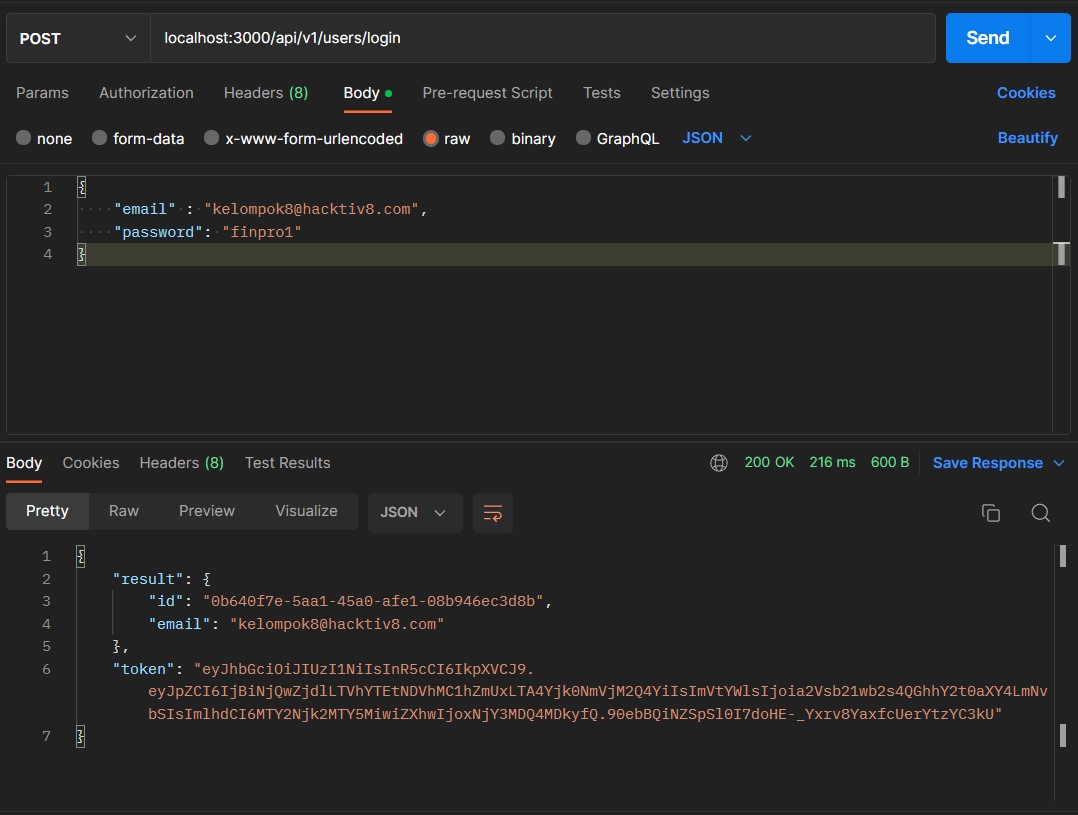 POST localhost:3000/api/v1/users/login Send
Params Authorization Headers (8) Body Pre-request Script Tests Settings Cookies
none form-data x-www-form-urlencoded raw binary GraphQL JSON Beautify
1 {
2 "email" : "kelompok8@hacktiv8.com",
3 "password": "finpro1"
4 }
Body Cookies Headers (8) Test Results 200 OK 216 ms 600 B Save Response
Pretty Raw Preview Visualize JSON
1 {
2 "result": {
3 "id": "0b640f7e-5aa1-45a0-afe1-08b946ec3d8b",
4 "email": "kelompok8@hacktiv8.com"
5 },
6 "token": "eyJhbGciOiJIUzI1NiIsInR5cCI6IkpXVCJ9.
eyJpZCI6IjBiNjQwZjdlLTVhYTEtNDVhMC1hZmUxLTA4Yjk0NmVjM2Q4YiIsImVtYWlsIjoia2Vsb21wb2s4QGhhY2t0aXY4LmNv
bSIsImlhdCI6MTY2Njk2MTY5MiwiZXhwIjoxNjY3MDQ4MDkyfQ.90ebBQiNZSpSl0I7doHE-_Yxrv8YaxfcUerYtzYC3kU"
7 }